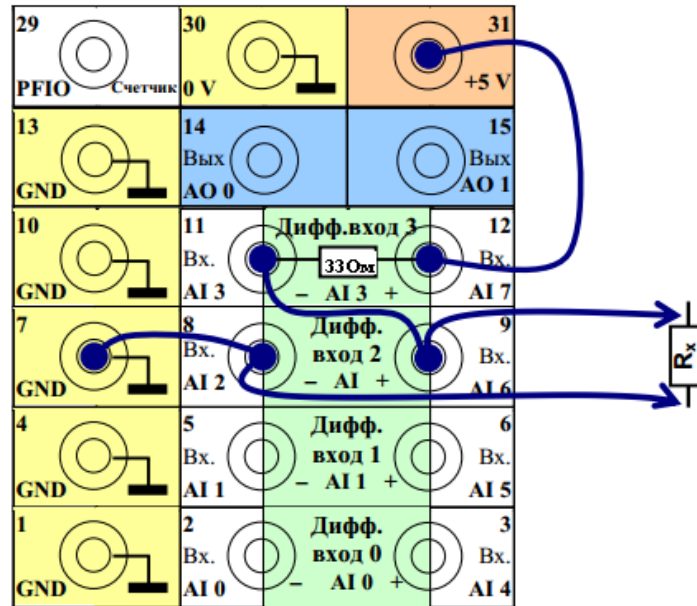 29
PFIO
Счетчик
30
0 V
31
+5 V
13
GND
14
Вых
AO 0
15
Вых
AO 1
10
GND
11
Вх.
AI 3
Дифф.вход 3
33Ом
– AI 3 +
12
Вх.
AI 7
7
GND
8
Вх.
AI 2
Дифф.
вход 2
– AI +
9
Вх.
AI 6
Rx
4
GND
5
Вх.
AI 1
Дифф.
вход 1
– AI 1 +
6
Вх.
AI 5
1
GND
2
Вх.
AI 0
Дифф.
вход 0
– AI 0 +
3
Вх.
AI 4